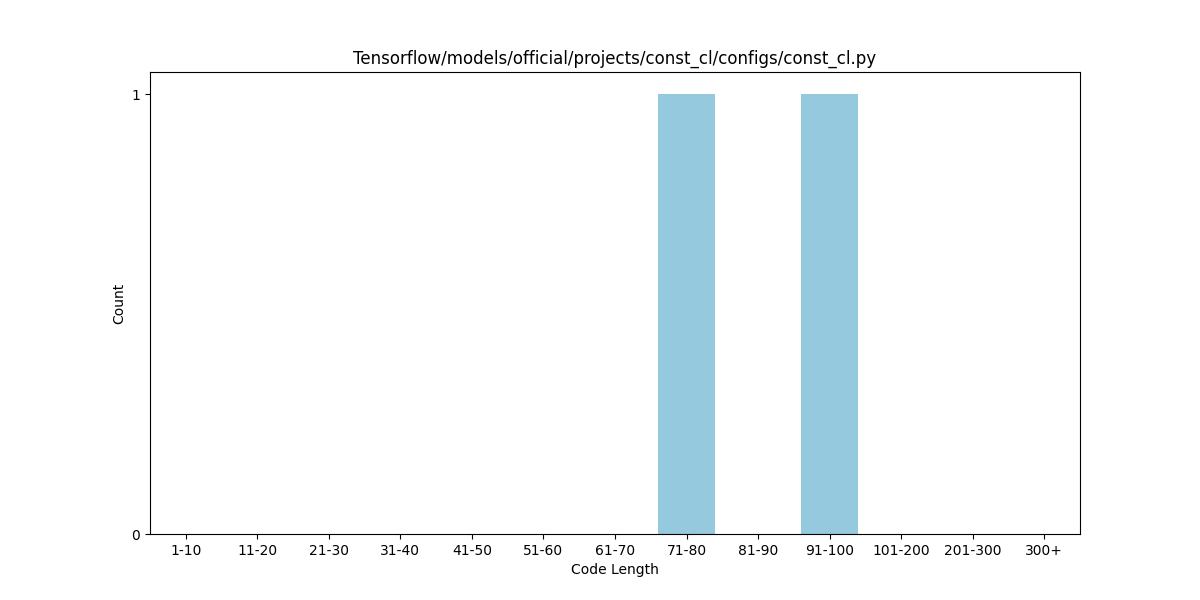 Tensorflow/models/official/projects/const_cl/configs/const_cl.py
1
Count
0
1-10 11-20 21-30 31-40 41-50 51-60 61-70 71-80 81-90 91-100 101-200 201-300 300+
Code Length